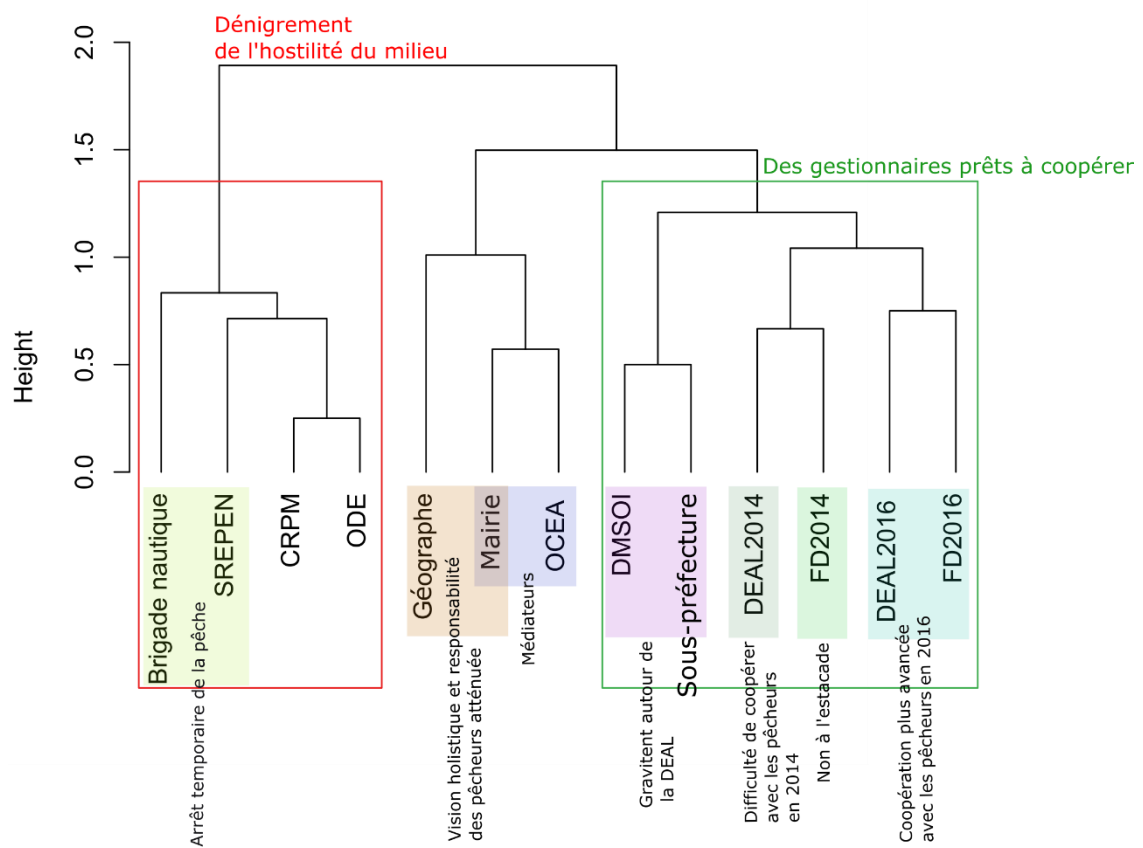 Dénigrement
de l'hostilité du milieu
Des gestionnaires prêts à coopérer
Height
2.0
1.5
1.0
0.5
0.0
Brigade nautique
SREPEN
CRPM
ODE
Géographe
Mairie
OCEA
DMSOI
Sous-préfecture
DEAL2014
FD2014
DEAL2016
FD2016
Arrêt temporaire de la pêche
Vision holistique et responsabilité
des pêcheurs atténuée
Médiateurs
Gravitent autour de
la DEAL
Difficulté de coopérer
avec les pêcheurs
en 2014
Non à l'estacade
Coopération plus avancée
avec les pêcheurs en 2016